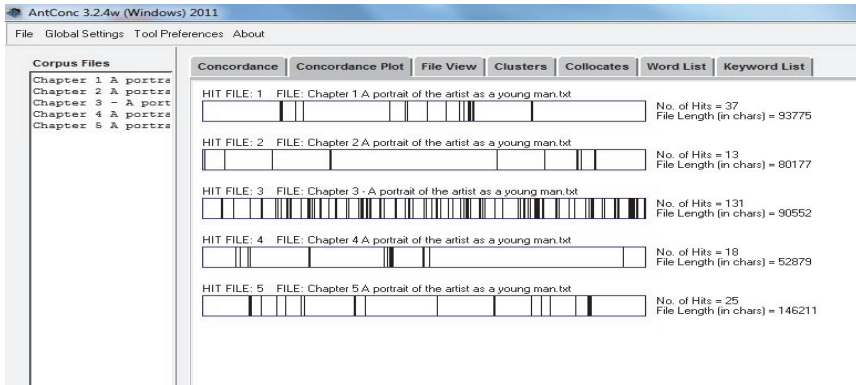 AntConc 3.2.4w (Windows) 2011
File Global Settings Tool Preferences About
Corpus Files
Chapter 1 A portra
Chapter 2 A portra
Chapter 3 - A port
Chapter 4 A portra
Chapter 5 A portra
Concordance Concordance Plot File View Clusters Collocates Word List Keyword List
HIT FILE: 1 FILE: Chapter 1 A portrait of the artist as a young man.txt
No. of Hits = 37
File Length (in chars) = 93775
HIT FILE: 2 FILE: Chapter 2 A portrait of the artist as a young man.txt
No. of Hits = 13
File Length (in chars) = 80177
HIT FILE: 3 FILE: Chapter 3 - A portrait of the artist as a young man.txt
No. of Hits = 131
File Length (in chars) = 90552
HIT FILE: 4 FILE: Chapter 4 A portrait of the artist as a young man.txt
No. of Hits = 18
File Length (in chars) = 52879
HIT FILE: 5 FILE: Chapter 5 A portrait of the artist as a young man.txt
No. of Hits = 25
File Length (in chars) = 146211